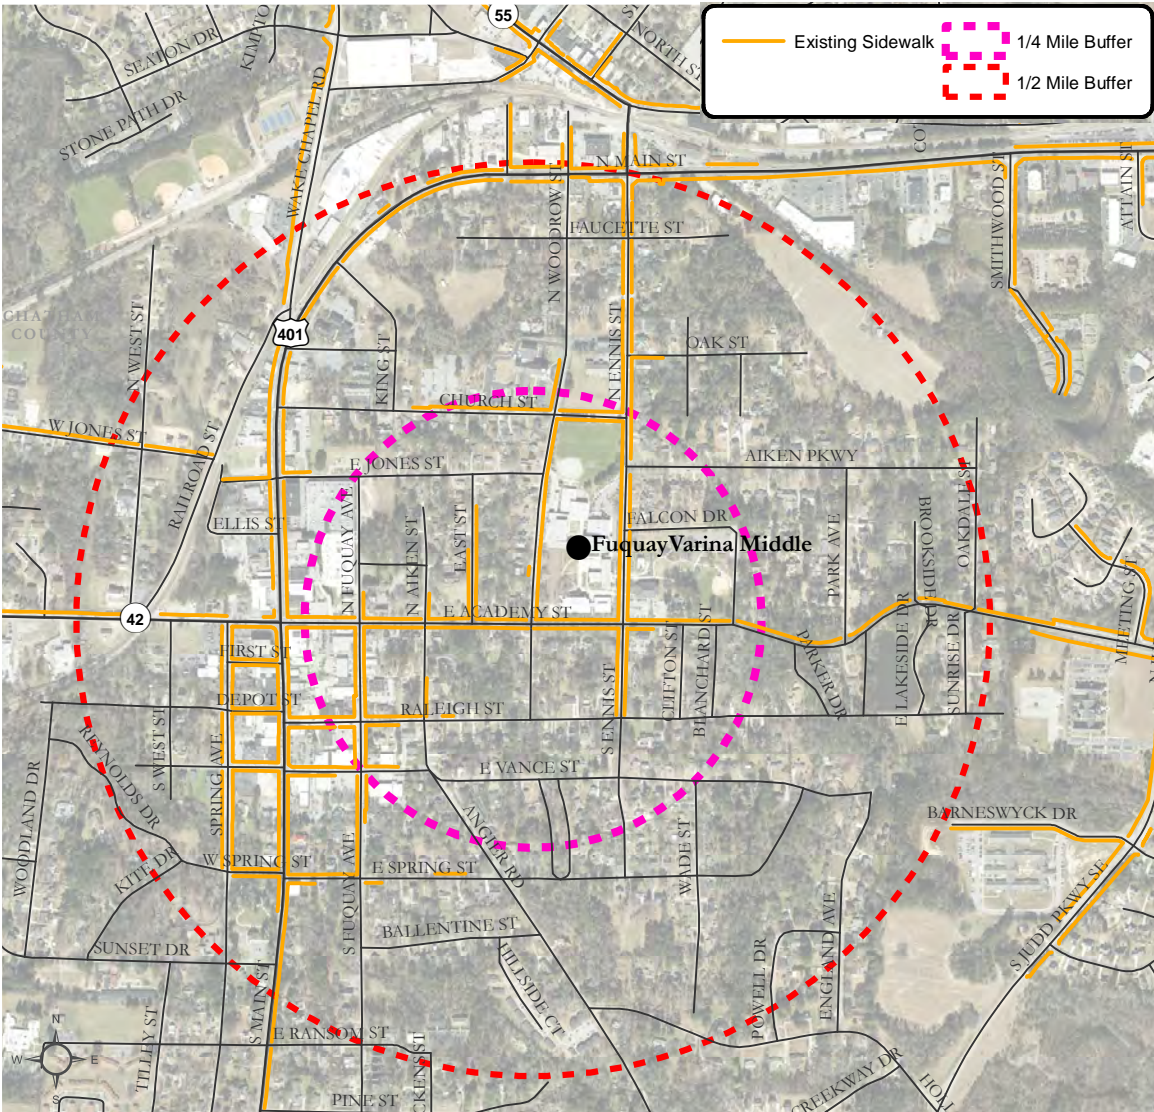 55
Existing Sidewalk
1/4 Mile Buffer
1/2 Mile Buffer
SEATON DR
NORTH ST
STONE PATH DR
WAKE CHAPEL RD
N MAIN ST
SMITHWOOD ST
ATTAIN ST
FAUCETTE ST
N WOODROW ST
N WEST ST
401
KING ST
N ENNIS ST
OAK ST
CHURCH ST
W JONES ST
E JONES ST
AIKEN PKWY
RAILROAD ST
N FUQUAY AVE
ELLIS ST
N AIKEN ST
EAST ST
FALCON DR
PARK AVE
BROOKSIDE DR
OAKDALE ST
FuquayVarina Middle
42
E ACADEMY ST
MEETING ST
FIRST ST
CLIFTON ST
BLANCHARD ST
PARKER DR
E LAKESIDE DR
SUNRISE DR
DEPOT ST
RALEIGH ST
S ENNIS ST
REYNOLDS DR
S WEST ST
SPRING AVE
E VANCE ST
WOODLAND DR
ANGIER RD
WADE ST
BARNESWYCK DR
KITE DR
W SPRING ST
E SPRING ST
S FUQUAY AVE
S JUDD PKWY SE
BALLENTINE ST
HILLSIDE CT
SUNSET DR
POWELL DR
ENGLAND AVE
S MAIN ST
E RANSOM ST
TILLEY ST
N
W
E
S
PINE ST
CREEKWAY DR